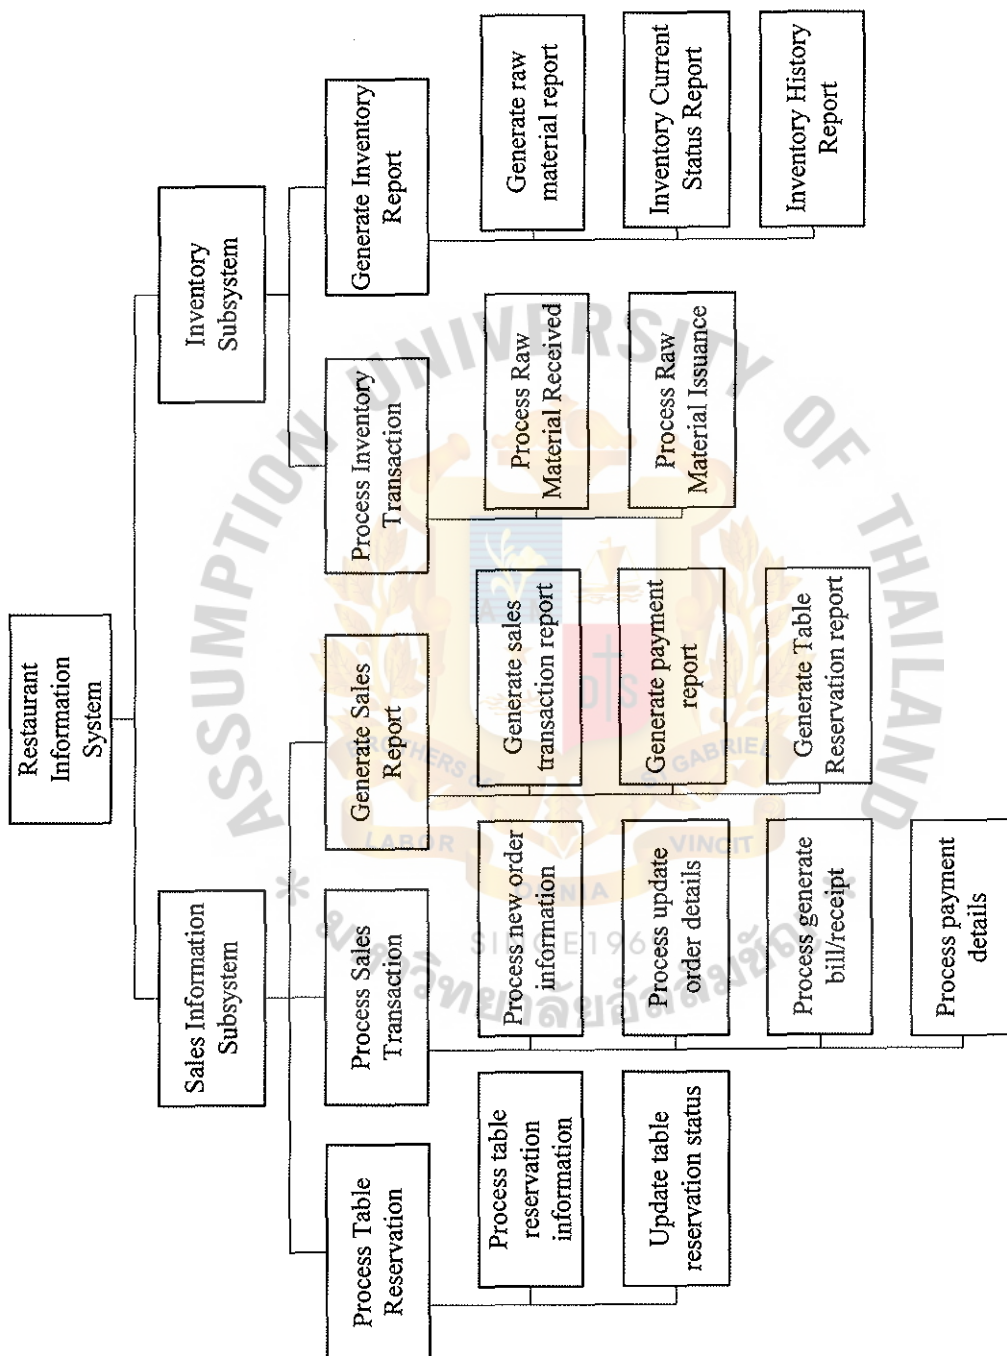 Restaurant
Information
System
Sales Information
Subsystem
Inventory
Subsystem
Process Table
Reservation
Process Sales
Transaction
Generate Sales
Report
Process Inventory
Transaction
Generate Inventory
Report
Process table
reservation
information
Update table
reservation status
Process new order
information
Process update
order details
Process generate
bill/receipt
Process payment
details
Generate sales
transaction report
Generate payment
report
Generate Table
Reservation report
Process Raw
Material Received
Process Raw
Material Issuance
Generate raw
material report
Inventory Current
Status Report
Inventory History
Report
ASSUMPTION UNIVERSITY OF THAILAND
LABOR
VINCIT
OMNIA
ST GABRIEL
D S